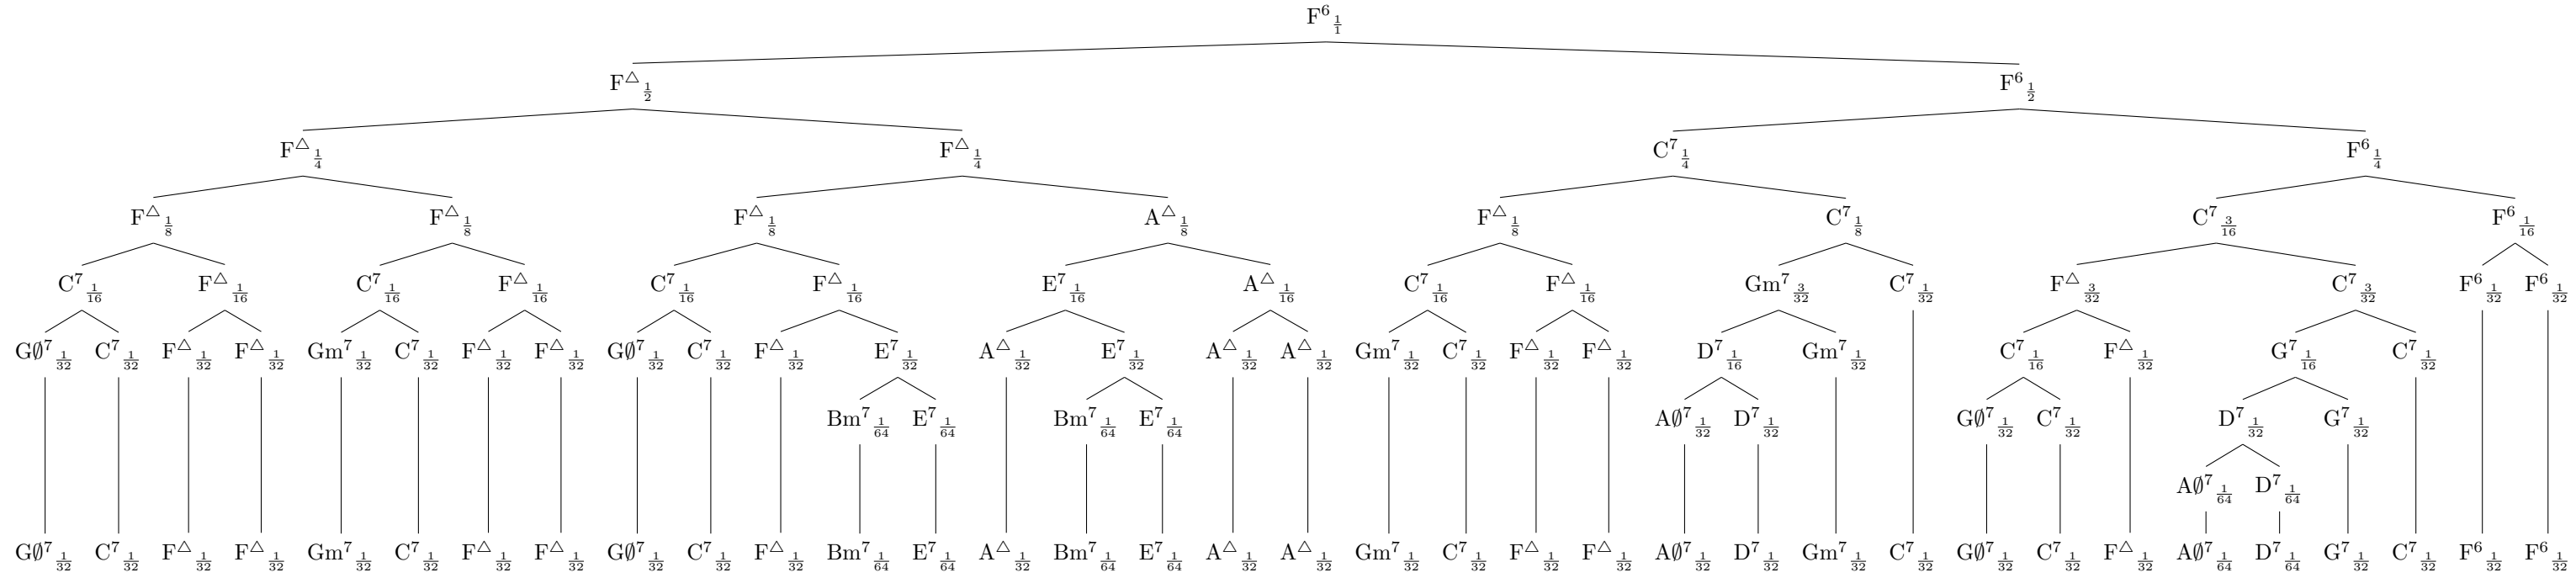 F⁶ 1/1
F△ 1/2 F⁶ 1/2
F△ 1/4 F△ 1/4 C⁷ 1/4 F⁶ 1/4
F△ 1/8 F△ 1/8 F△ 1/8 A△ 1/8 F△ 1/8 C⁷ 1/8 C⁷ 3/16 F⁶ 1/16
C⁷ 1/16 F△ 1/16 C⁷ 1/16 F△ 1/16 C⁷ 1/16 F△ 1/16 E⁷ 1/16 A△ 1/16 C⁷ 1/16 F△ 1/16 Gm⁷ 3/32 C⁷ 1/32 F△ 3/32 C⁷ 3/32 F⁶ 1/32 F⁶ 1/32
G∅⁷ 1/32 C⁷ 1/32 F△ 1/32 F△ 1/32 Gm⁷ 1/32 C⁷ 1/32 F△ 1/32 F△ 1/32 G∅⁷ 1/32 C⁷ 1/32 F△ 1/32 E⁷ 1/32 A△ 1/32 E⁷ 1/32 A△ 1/32 A△ 1/32 Gm⁷ 1/32 C⁷ 1/32 F△ 1/32 F△ 1/32 D⁷ 1/16 Gm⁷ 1/32 C⁷ 1/16 F△ 1/32 G⁷ 1/16 C⁷ 1/32
Bm⁷ 1/64 E⁷ 1/64 Bm⁷ 1/64 E⁷ 1/64 A∅⁷ 1/32 D⁷ 1/32 G∅⁷ 1/32 C⁷ 1/32 D⁷ 1/32 G⁷ 1/32
A∅⁷ 1/64 D⁷ 1/64
G∅⁷ 1/32 C⁷ 1/32 F△ 1/32 F△ 1/32 Gm⁷ 1/32 C⁷ 1/32 F△ 1/32 F△ 1/32 G∅⁷ 1/32 C⁷ 1/32 F△ 1/32 Bm⁷ 1/64 E⁷ 1/64 A△ 1/32 Bm⁷ 1/64 E⁷ 1/64 A△ 1/32 A△ 1/32 Gm⁷ 1/32 C⁷ 1/32 F△ 1/32 F△ 1/32 A∅⁷ 1/32 D⁷ 1/32 Gm⁷ 1/32 C⁷ 1/32 G∅⁷ 1/32 C⁷ 1/32 F△ 1/32 A∅⁷ 1/64 D⁷ 1/64 G⁷ 1/32 C⁷ 1/32 F⁶ 1/32 F⁶ 1/32